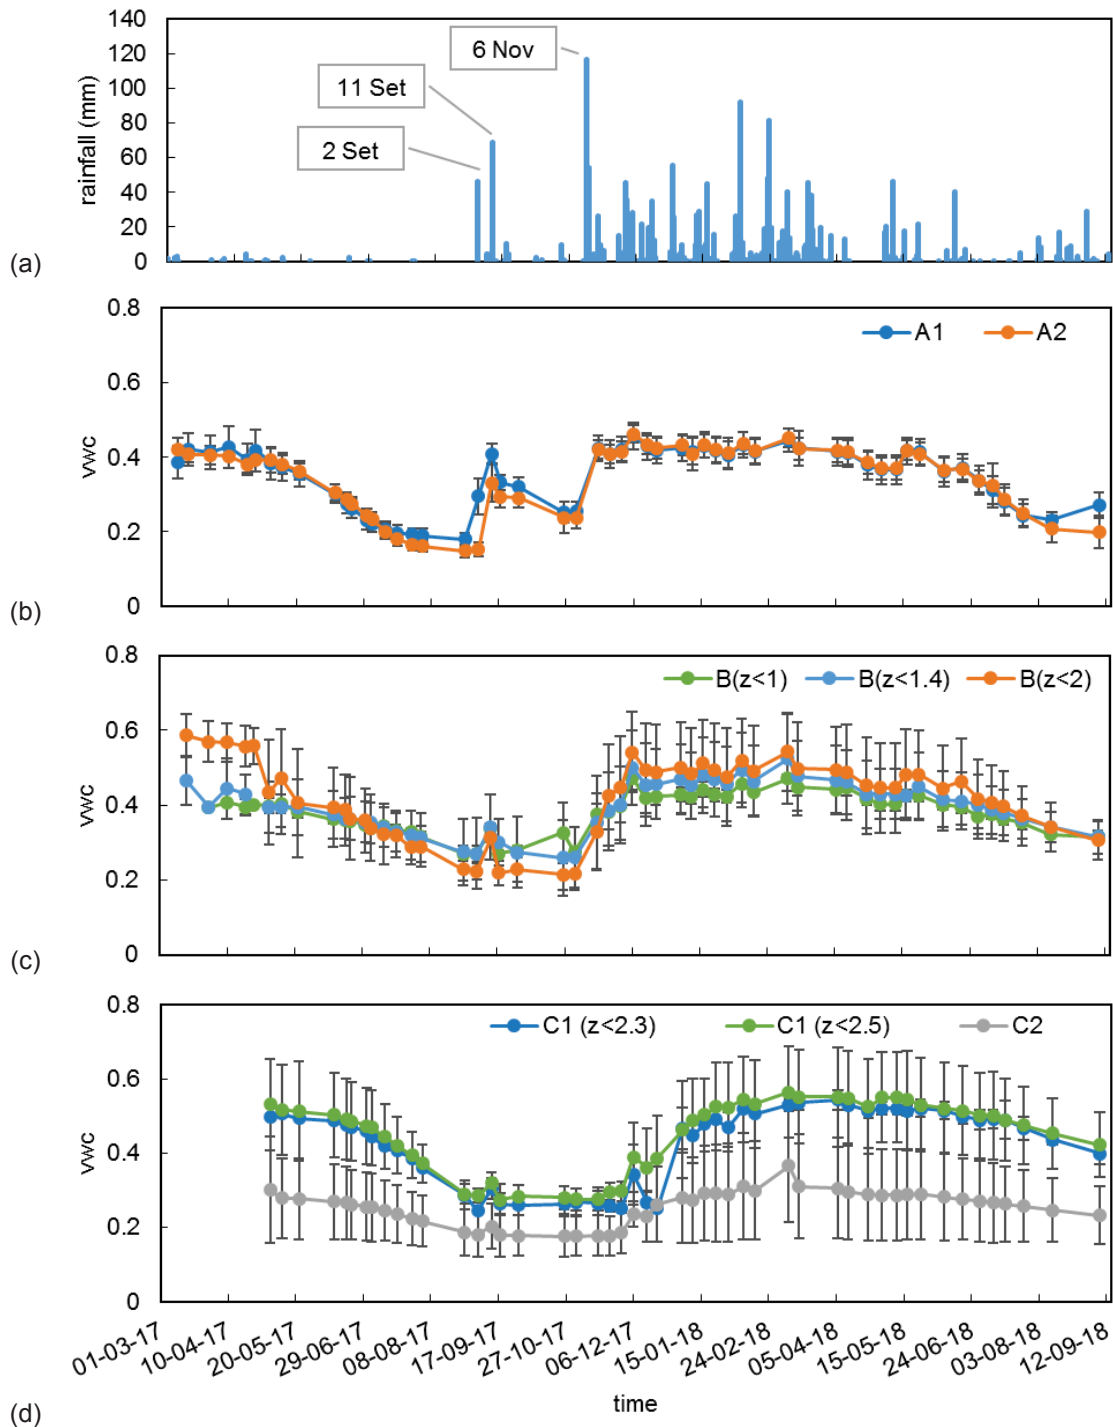 140
120
100
80
60
40
20
0
rainfall (mm)
6 Nov
11 Set
2 Set
(a)
0.8
0.6
0.4
0.2
0
vwc
A1 A2
(b)
0.8
0.6
0.4
0.2
0
vwc
B(z<1) B(z<1.4) B(z<2)
(c)
0.8
0.6
0.4
0.2
0
vwc
C1 (z<2.3) C1 (z<2.5) C2
01-03-17 10-04-17 20-05-17 29-06-17 08-08-17 17-09-17 27-10-17 06-12-17 15-01-18 24-02-18 05-04-18 15-05-18 24-06-18 03-08-18 12-09-18
time
(d)